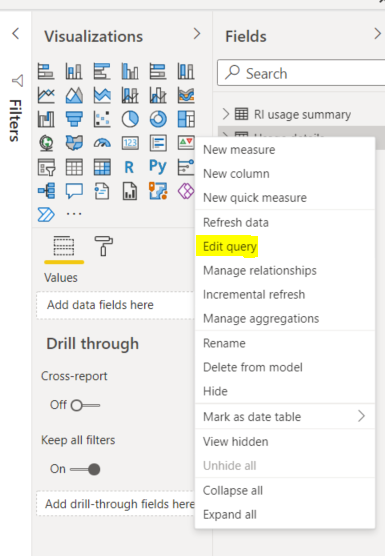 Visualizations
Fields
Filters
Search
RI usage summary
123
R
Py
Values
Add data fields here
Drill through
Cross-report
Off
Keep all filters
On
Add drill-through fields here
New measure
New column
New quick measure
Refresh data
Edit query
Manage relationships
Incremental refresh
Manage aggregations
Rename
Delete from model
Hide
Mark as date table
View hidden
Unhide all
Collapse all
Expand all